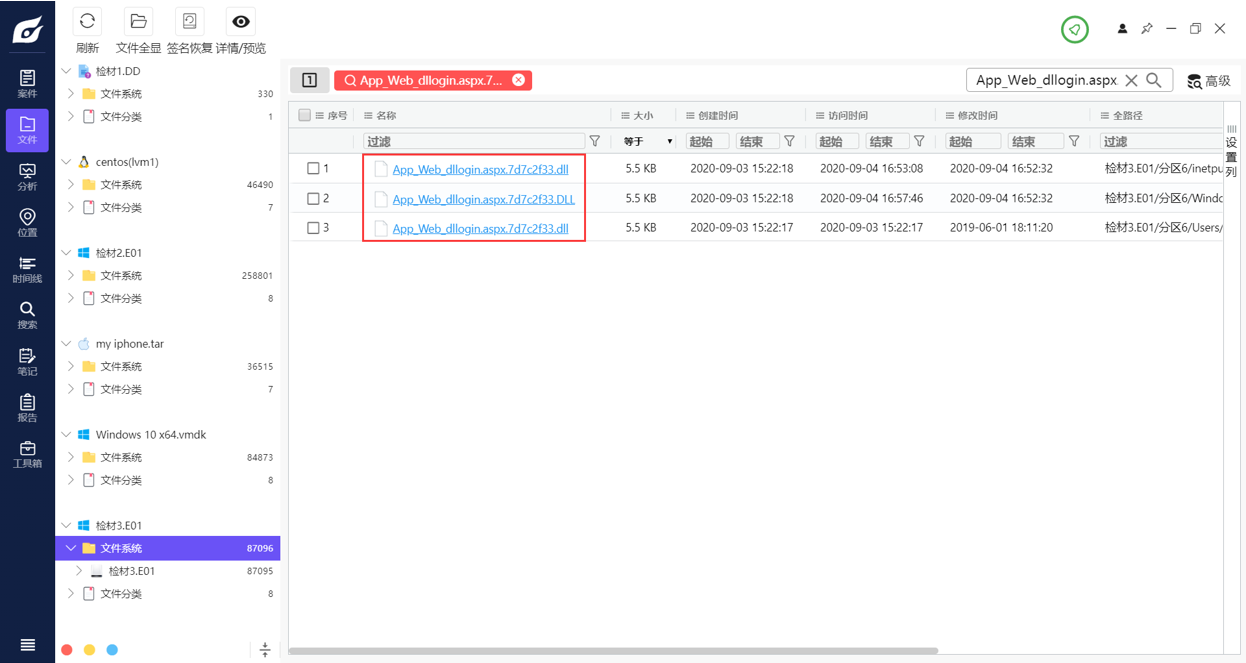 刷新 文件全显 签名恢复 详情/预览
案件
文件
分析
位置
时间线
搜索
笔记
报告
工具箱
检材1.DD
文件系统 330
文件分类 1
centos(lvm1)
文件系统 46490
文件分类 7
检材2.E01
文件系统 258801
文件分类 8
my iphone.tar
文件系统 36515
文件分类 7
Windows 10 x64.vmdk
文件系统 84873
文件分类 8
检材3.E01
文件系统 87096
检材3.E01 87095
文件分类 8
1 App_Web_dllogin.aspx.7... App_Web_dllogin.aspx. 高级
序号 名称 大小 创建时间 访问时间 修改时间 全路径
过滤 等于 起始 结束 起始 结束 起始 结束 过滤
1 App_Web_dllogin.aspx.7d7c2f33.dll 5.5 KB 2020-09-03 15:22:18 2020-09-04 16:53:08 2020-09-04 16:52:32 检材3.E01/分区6/inetpu
2 App_Web_dllogin.aspx.7d7c2f33.DLL 5.5 KB 2020-09-03 15:22:18 2020-09-04 16:57:46 2020-09-04 16:52:32 检材3.E01/分区6/Windo
3 App_Web_dllogin.aspx.7d7c2f33.dll 5.5 KB 2020-09-03 15:22:17 2020-09-03 15:22:17 2019-06-01 18:11:20 检材3.E01/分区6/Users/
设置列